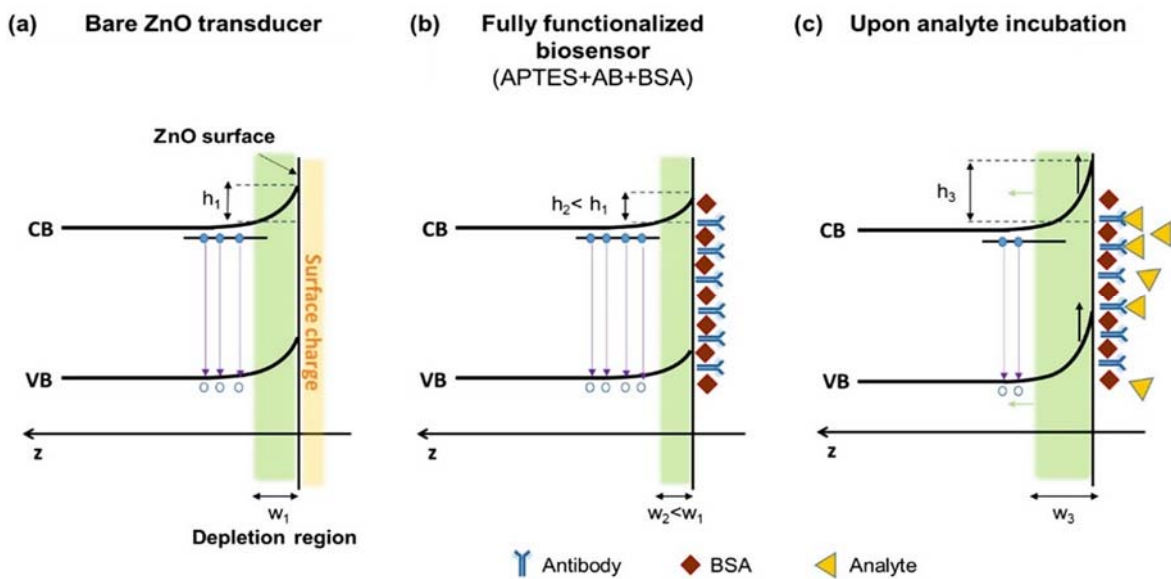 (a) Bare ZnO transducer
ZnO surface
h1
CB
VB
Surface charge
z
w1
Depletion region
(b) Fully functionalized
biosensor
(APTES+AB+BSA)
h2< h1
CB
VB
z
w2<w1
(c) Upon analyte incubation
h3
CB
VB
z
w3
Antibody
BSA
Analyte